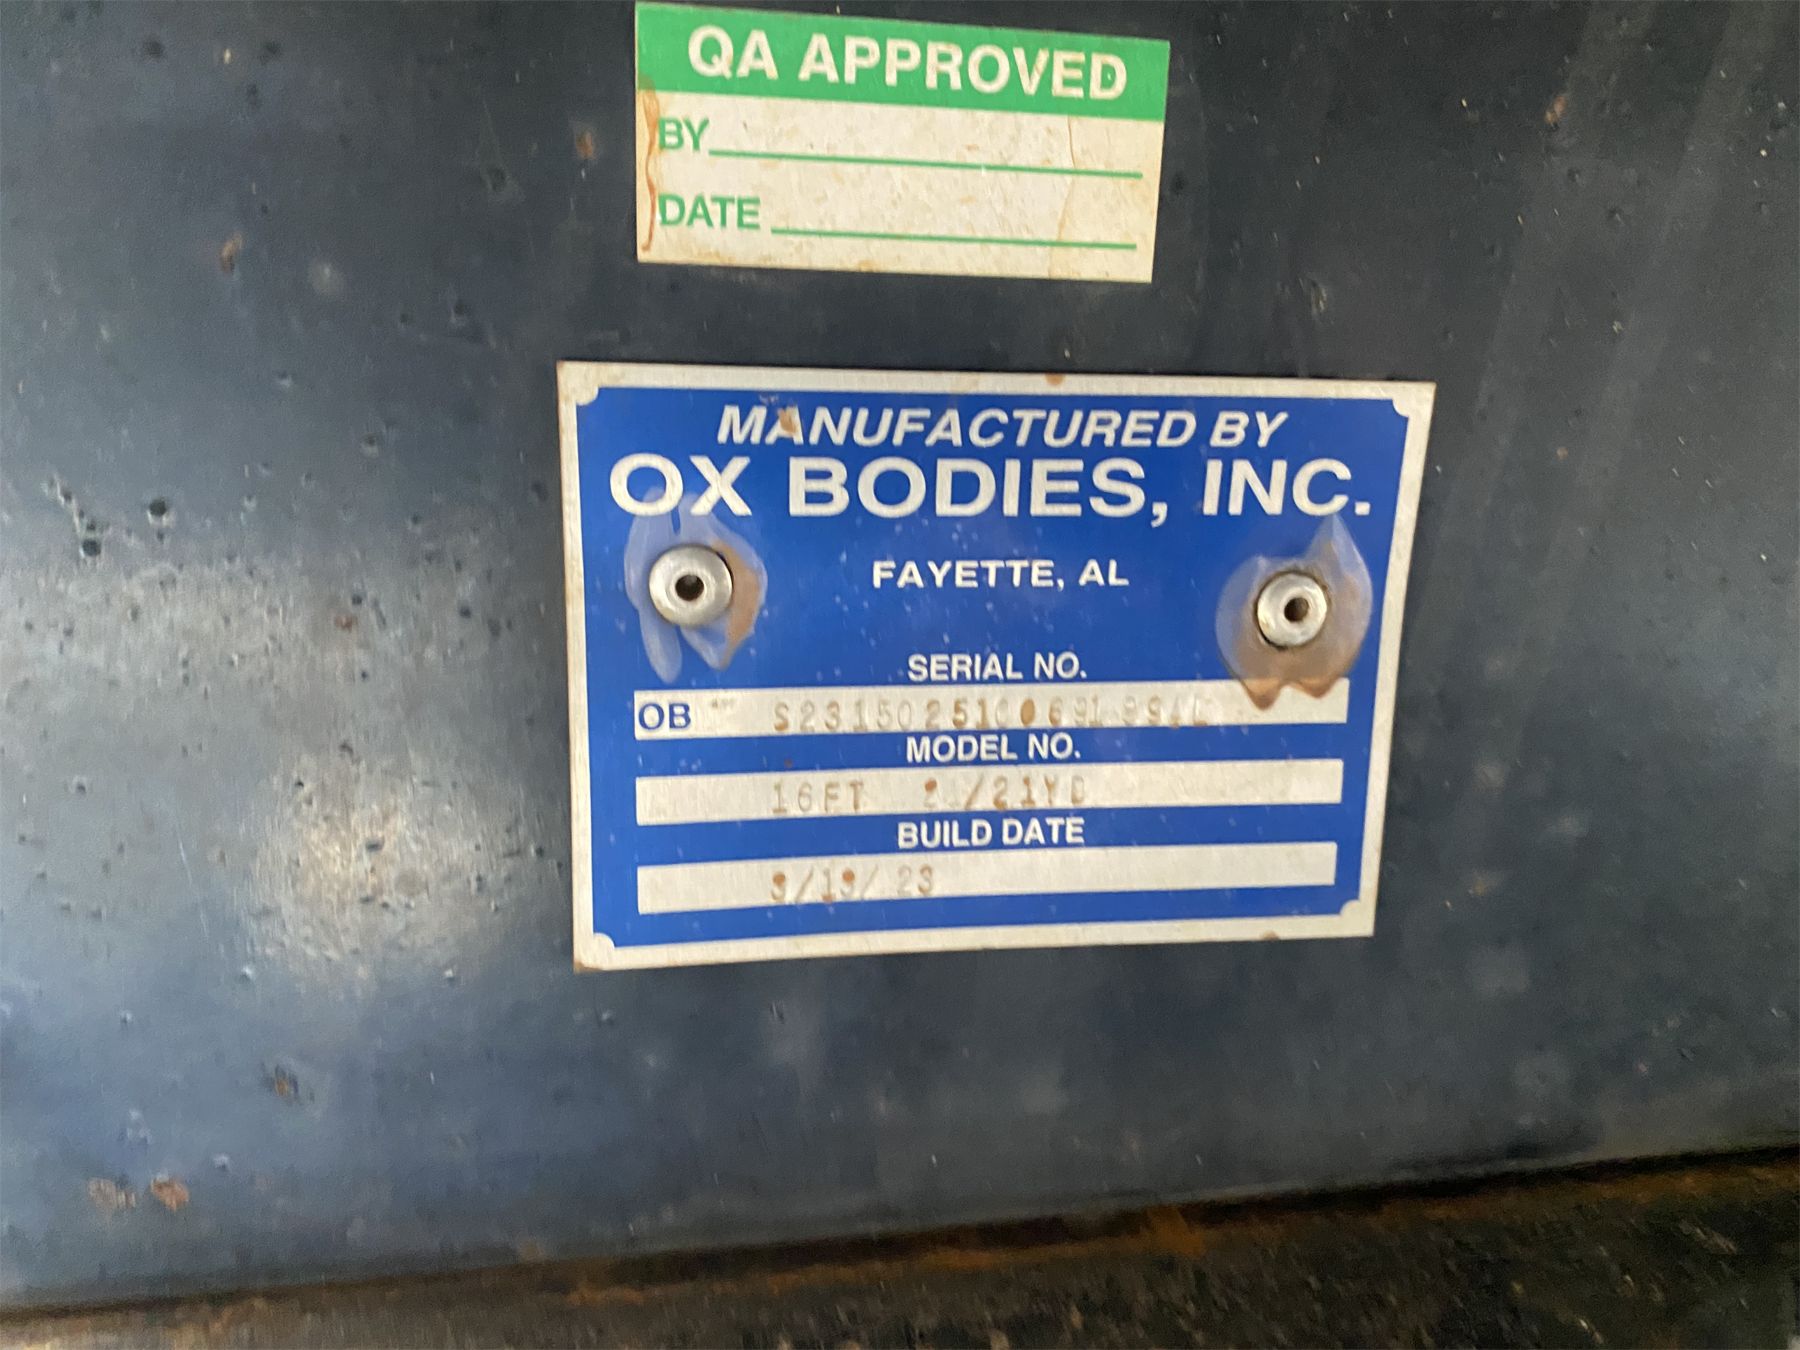 QA APPROVED
BY
DATE
MANUFACTURED BY
OX BODIES, INC.
FAYETTE, AL
SERIAL NO.
OB
MODEL NO.
16FT /21YD
BUILD DATE